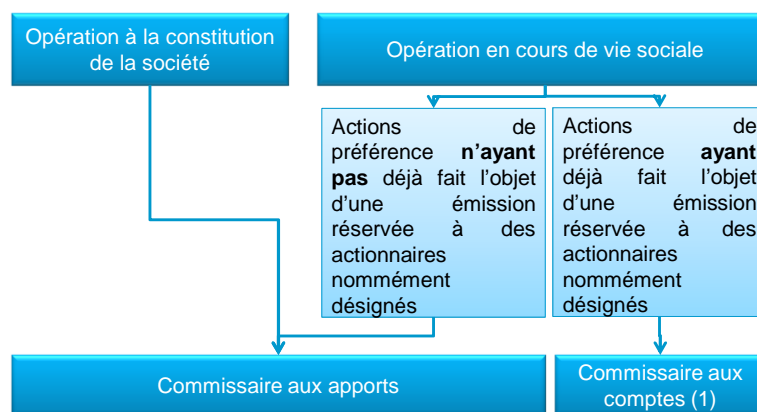 Opération à la constitution
de la société
Opération en cours de vie sociale
Actions de
préférence n'ayant
pas déjà fait l'objet
d'une émission
réservée à des
actionnaires
nommément
désignés
Actions de
préférence ayant
déjà fait l'objet
d'une émission
réservée à des
actionnaires
nommément
désignés
Commissaire aux apports
Commissaire aux
comptes (1)